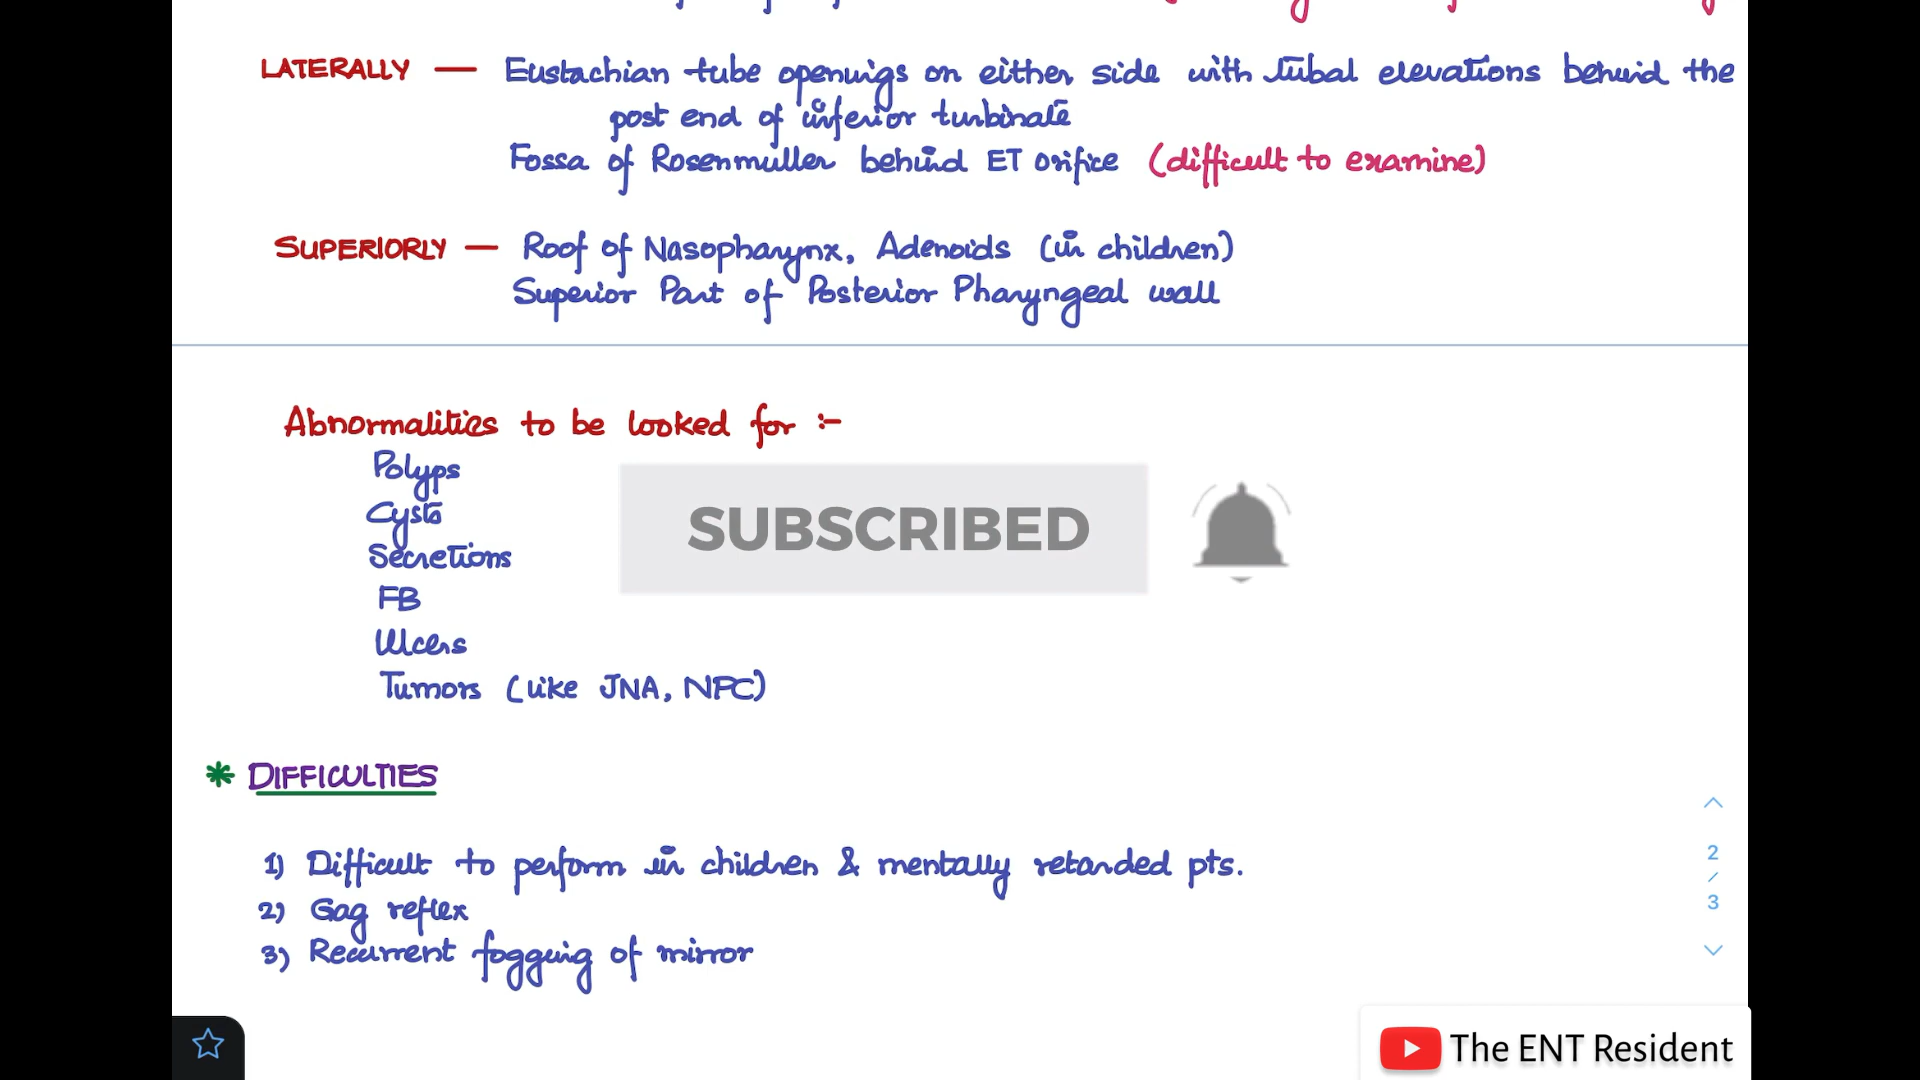 LATERALLY — Eustachian tube openings on either side with Tubal elevations behind the
post end of inferior turbinate
Fossa of Rosenmuller behind ET orifice (difficult to examine)
SUPERIORLY — Roof of Nasopharynx, Adenoids (in children)
Superior Part of Posterior Pharyngeal wall
Abnormalities to be looked for :-
Polyps
Cysts
Secretions
FB
Ulcers
Tumors (like JNA, NPC)
SUBSCRIBED
* DIFFICULTIES
1) Difficult to perform in children & mentally retarded pts.
2) Gag reflex
3) Recurrent fogging of mirror
2
/
3
The ENT Resident